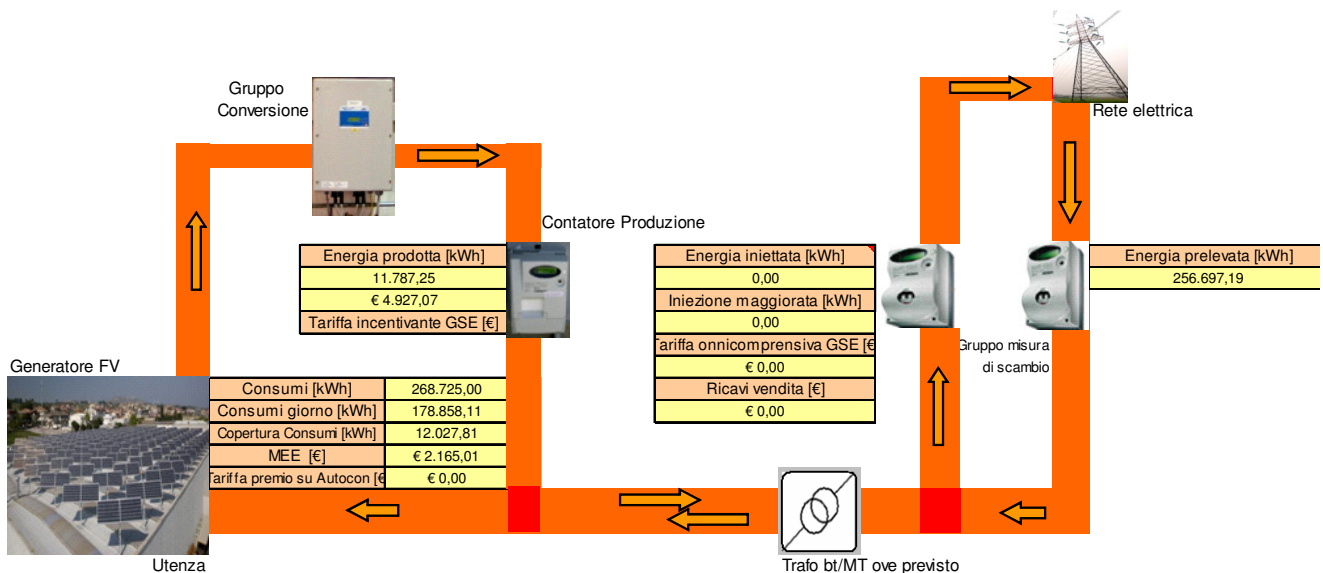 Gruppo
Conversione
Rete elettrica
Contatore Produzione
Energia prodotta [kWh]
11.787,25
€ 4.927,07
Tariffa incentivante GSE [€]
Energia iniettata [kWh]
0,00
Iniezione maggiorata [kWh]
0,00
Tariffa onnicomprensiva GSE [€
€ 0,00
Ricavi vendita [€]
€ 0,00
Energia prelevata [kWh]
256.697,19
Gruppo misura
di scambio
Generatore FV
Consumi [kWh] 268.725,00
Consumi giorno [kWh] 178.858,11
Copertura Consumi [kWh] 12.027,81
MEE [€] € 2.165,01
Tariffa premio su Autocon [€ € 0,00
Utenza
Trafo bt/MT ove previsto